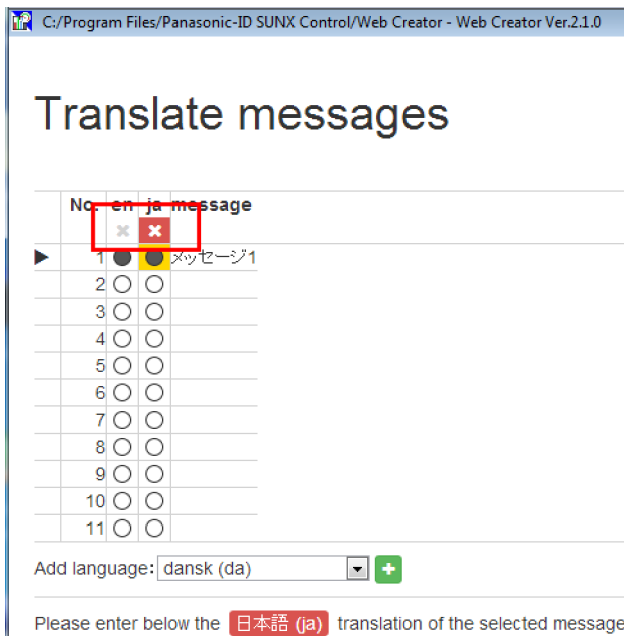 C:/Program Files/Panasonic-ID SUNX Control/Web Creator - Web Creator Ver.2.1.0
Translate messages
No. en ja message
1 メッセージ1
2
3
4
5
6
7
8
9
10
11
Add language: dansk (da)
Please enter below the 日本語 (ja) translation of the selected message